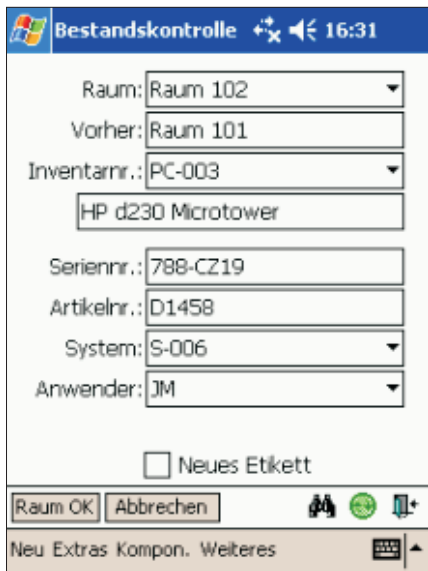 Bestandskontrolle 16:31
Raum: Raum 102
Vorher: Raum 101
Inventarnr.: PC-003
HP d230 Microtower
Seriennr.: 788-CZ19
Artikelnr.: D1458
System: S-006
Anwender: JM
Neues Etikett
Raum OK Abbrechen
Neu Extras Kompon. Weiteres